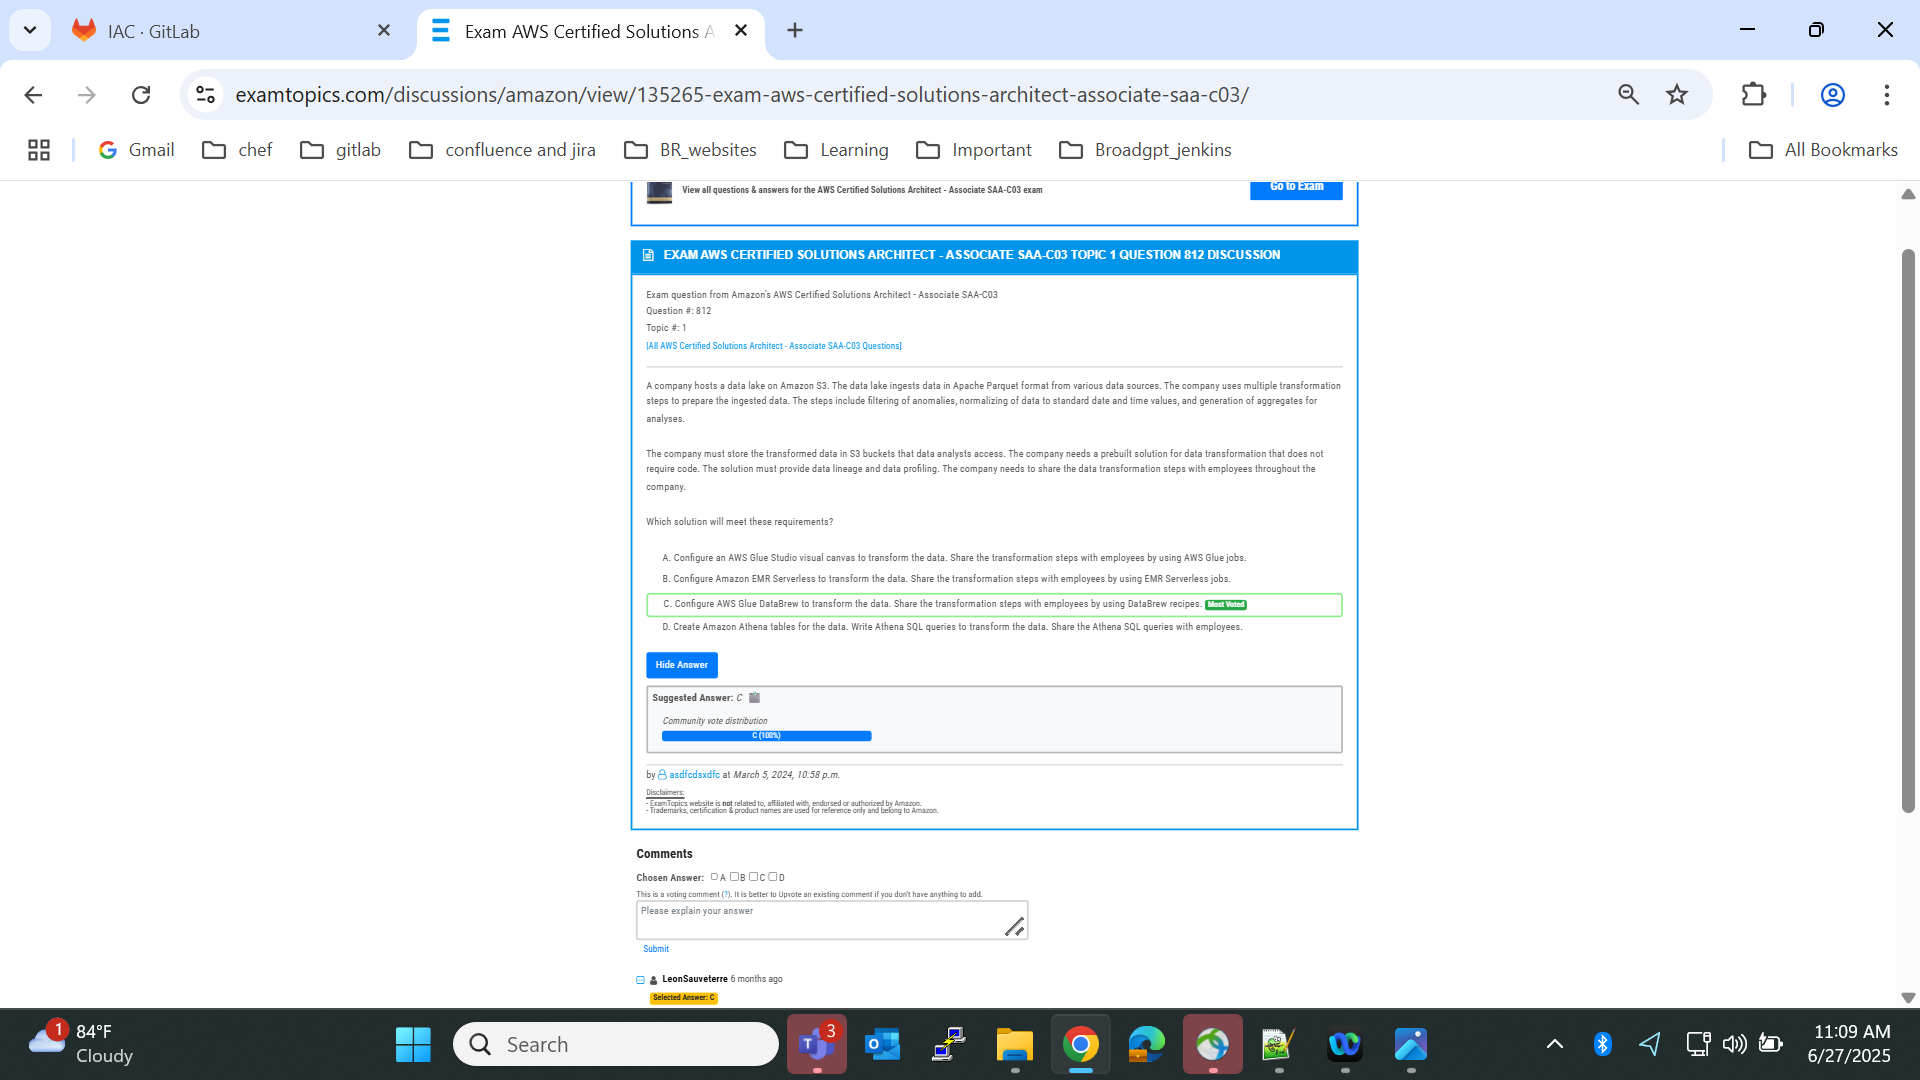 IAC · GitLab
Exam AWS Certified Solutions A
examtopics.com/discussions/amazon/view/135265-exam-aws-certified-solutions-architect-associate-saa-c03/
Gmail
chef
gitlab
confluence and jira
BR_websites
Learning
Important
Broadgpt_jenkins
All Bookmarks
View all questions & answers for the AWS Certified Solutions Architect - Associate SAA-C03 exam
Go to Exam
EXAM AWS CERTIFIED SOLUTIONS ARCHITECT - ASSOCIATE SAA-C03 TOPIC 1 QUESTION 812 DISCUSSION
Exam question from Amazon's AWS Certified Solutions Architect - Associate SAA-C03
Question #: 812
Topic #: 1
[All AWS Certified Solutions Architect - Associate SAA-C03 Questions]
A company hosts a data lake on Amazon S3. The data lake ingests data in Apache Parquet format from various data sources. The company uses multiple transformation
steps to prepare the ingested data. The steps include filtering of anomalies, normalizing of data to standard date and time values, and generation of aggregates for
analyses.
The company must store the transformed data in S3 buckets that data analysts access. The company needs a prebuilt solution for data transformation that does not
require code. The solution must provide data lineage and data profiling. The company needs to share the data transformation steps with employees throughout the
company.
Which solution will meet these requirements?
A. Configure an AWS Glue Studio visual canvas to transform the data. Share the transformation steps with employees by using AWS Glue jobs.
B. Configure Amazon EMR Serverless to transform the data. Share the transformation steps with employees by using EMR Serverless jobs.
C. Configure AWS Glue DataBrew to transform the data. Share the transformation steps with employees by using DataBrew recipes. Most Voted
D. Create Amazon Athena tables for the data. Write Athena SQL queries to transform the data. Share the Athena SQL queries with employees.
Hide Answer
Suggested Answer: C
Community vote distribution
C (100%)
by asdfcdsxdfc at March 5, 2024, 10:58 p.m.
Disclaimers:
- ExamTopics website is not related to, affiliated with, endorsed or authorized by Amazon.
- Trademarks, certification & product names are used for reference only and belong to Amazon.
Comments
Chosen Answer: A B C D
This is a voting comment (?). It is better to Upvote an existing comment if you don't have anything to add.
Please explain your answer
Submit
LeonSauveterre 6 months ago
Selected Answer: C
1
84°F
Cloudy
Search
3
11:09 AM
6/27/2025